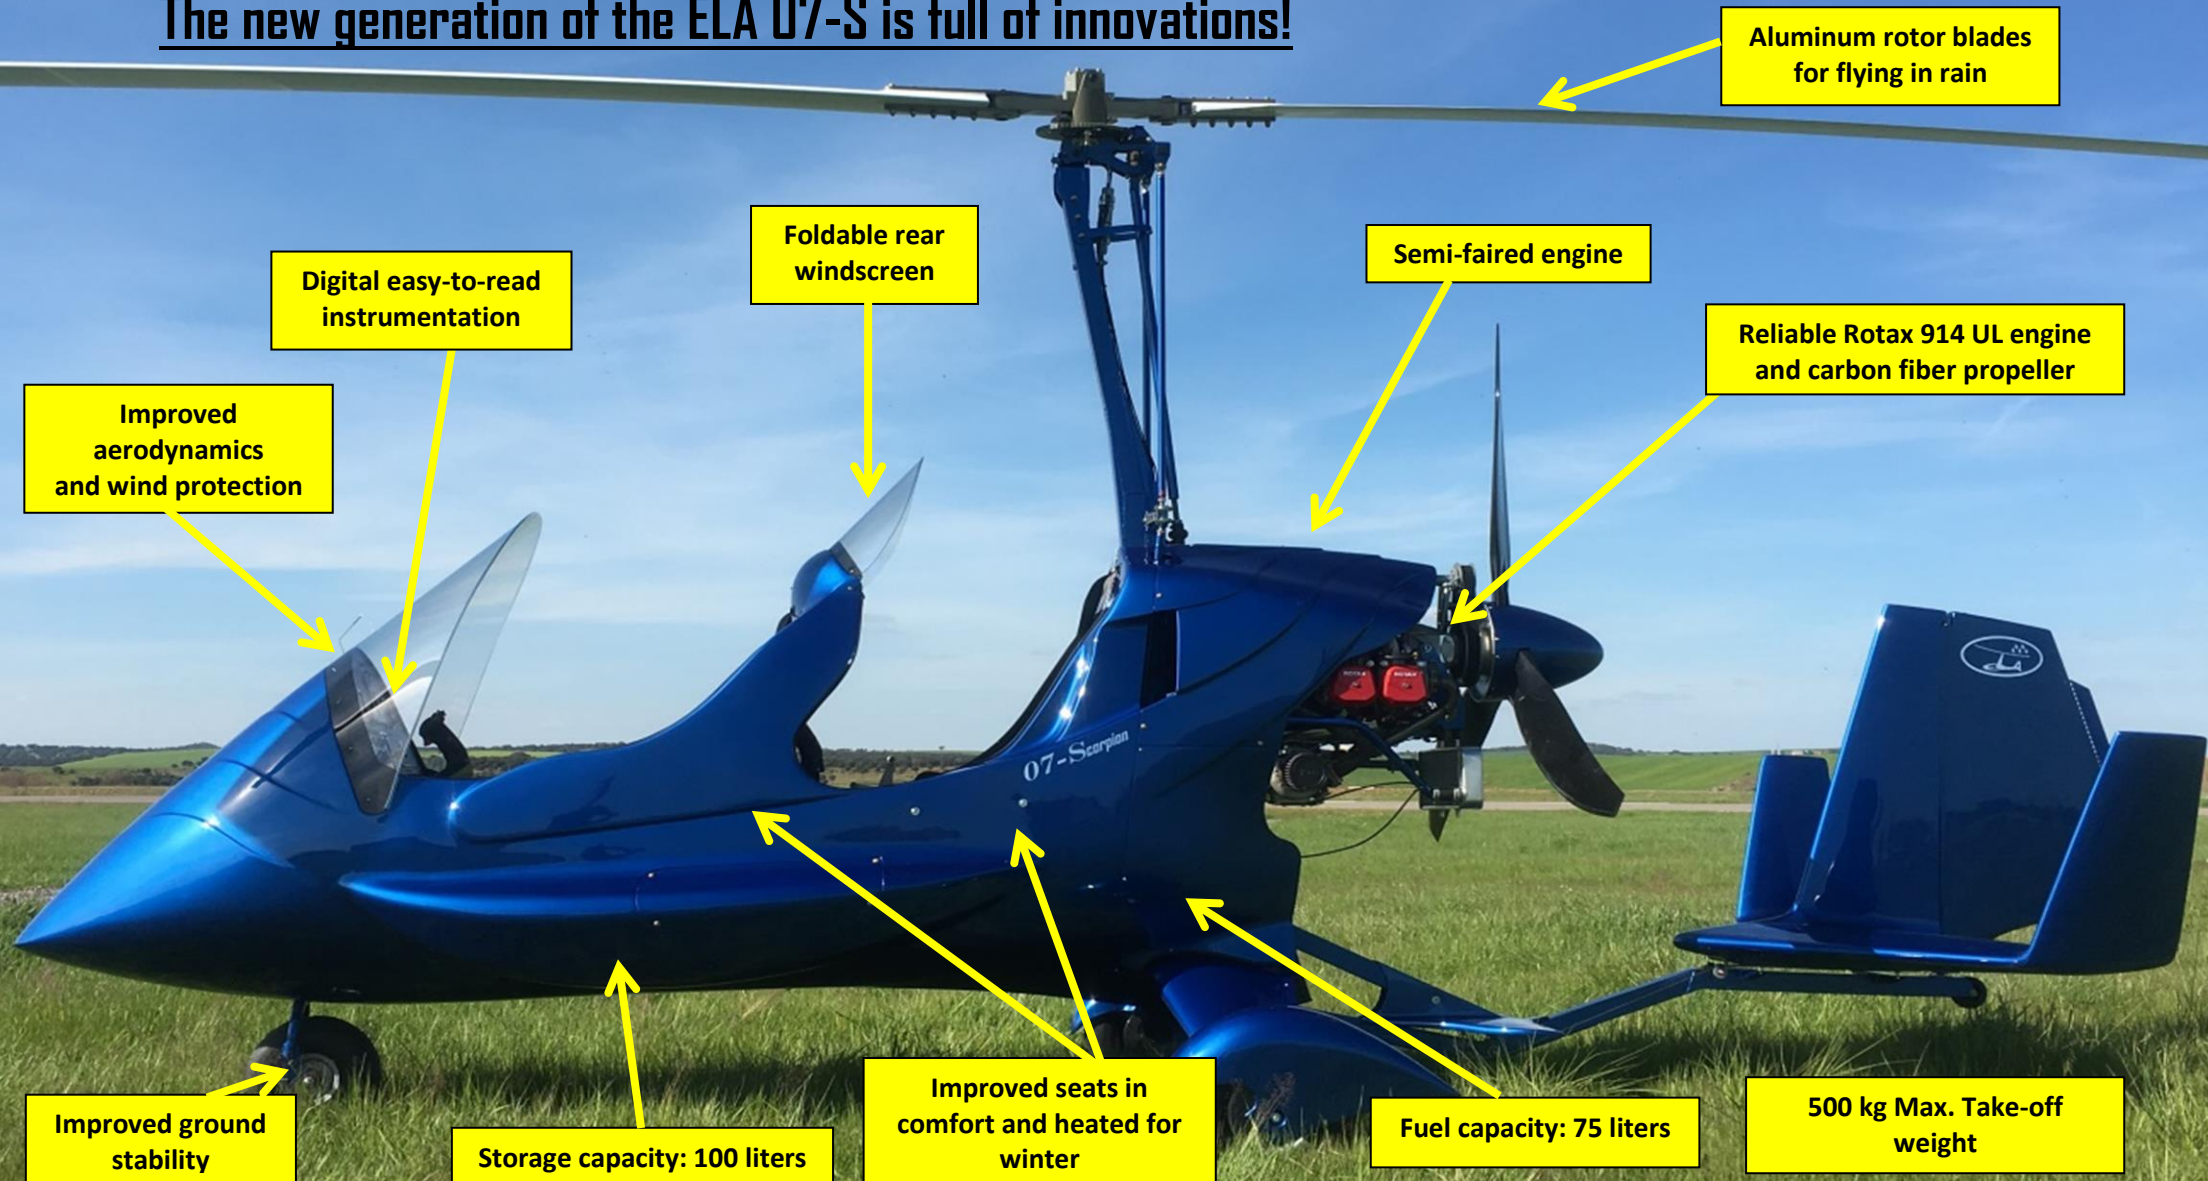 The new generation of the ELA 07-S is full of innovations!
Aluminum rotor blades
for flying in rain
Foldable rear
windscreen
Semi-faired engine
Digital easy-to-read
instrumentation
Reliable Rotax 914 UL engine
and carbon fiber propeller
Improved
aerodynamics
and wind protection
ELA
ROTAX
ROTAX
07-Scorpion
Improved ground
stability
Storage capacity: 100 liters
Improved seats in
comfort and heated for
winter
Fuel capacity: 75 liters
500 kg Max. Take-off
weight